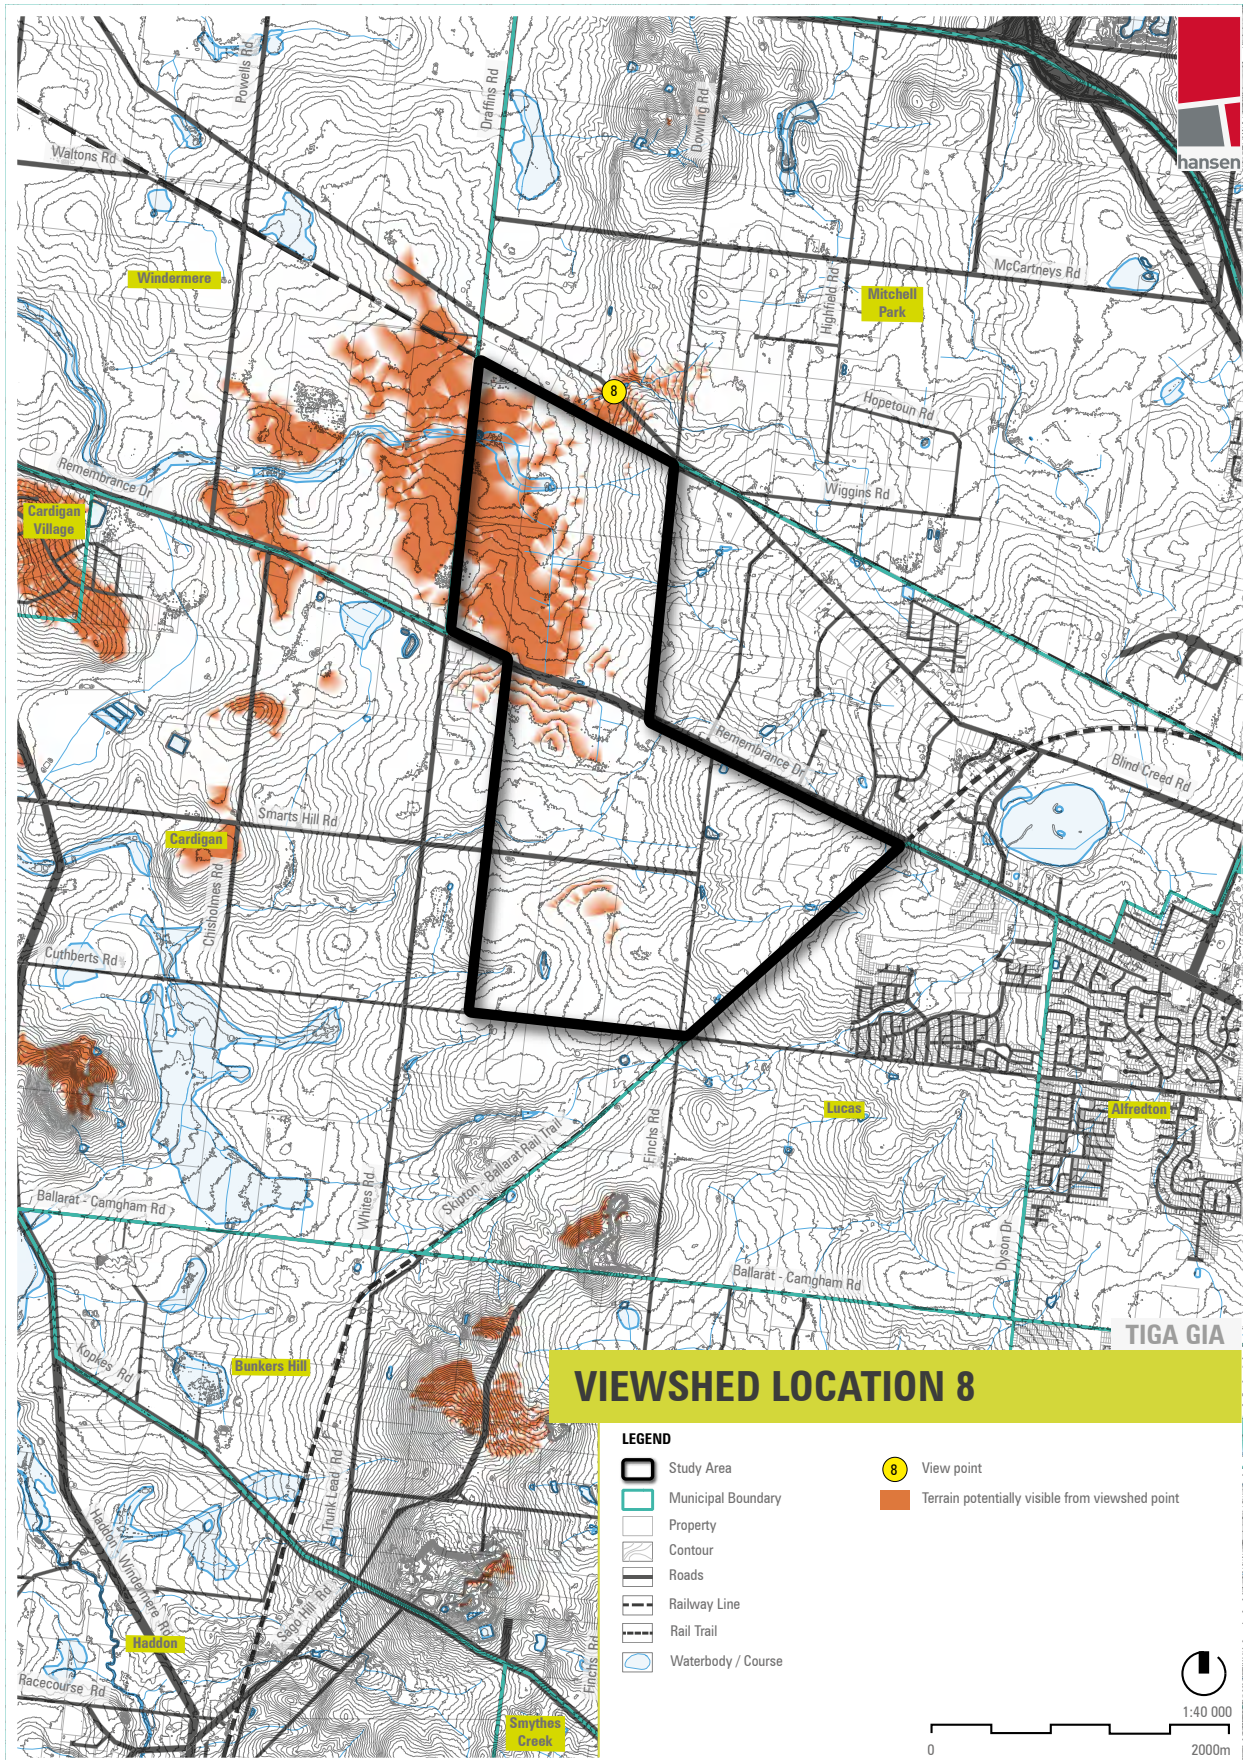 hansen
Powells Rd
Draffins Rd
Dowling Rd
Waltons Rd
McCartneys Rd
Windermere
Highfield Rd
Mitchell
Park
8
Hopetoun Rd
Remembrance Dr
Wiggins Rd
Cardigan
Village
Remembrance Dr
Blind Creed Rd
Smarts Hill Rd
Cardigan
Chisholmes Rd
Cuthberts Rd
Lucas
Alfredton
Finchs Rd
Skipton - Ballarat Rail Trail
Whites Rd
Ballarat - Carngham Rd
Dyson Dr
Ballarat - Carngham Rd
TIGA GIA
Kopkes Rd
Bunkers Hill
VIEWSHED LOCATION 8
LEGEND
Study Area
Municipal Boundary
Property
Contour
Roads
Railway Line
Rail Trail
Waterbody / Course
8
View point
Terrain potentially visible from viewshed point
Trunk Lead Rd
Haddon - Windermere Rd
Sago Hill Rd
Haddon
Finchs Rd
Racecourse Rd
Smythes
Creek
1:40 000
0
2000m